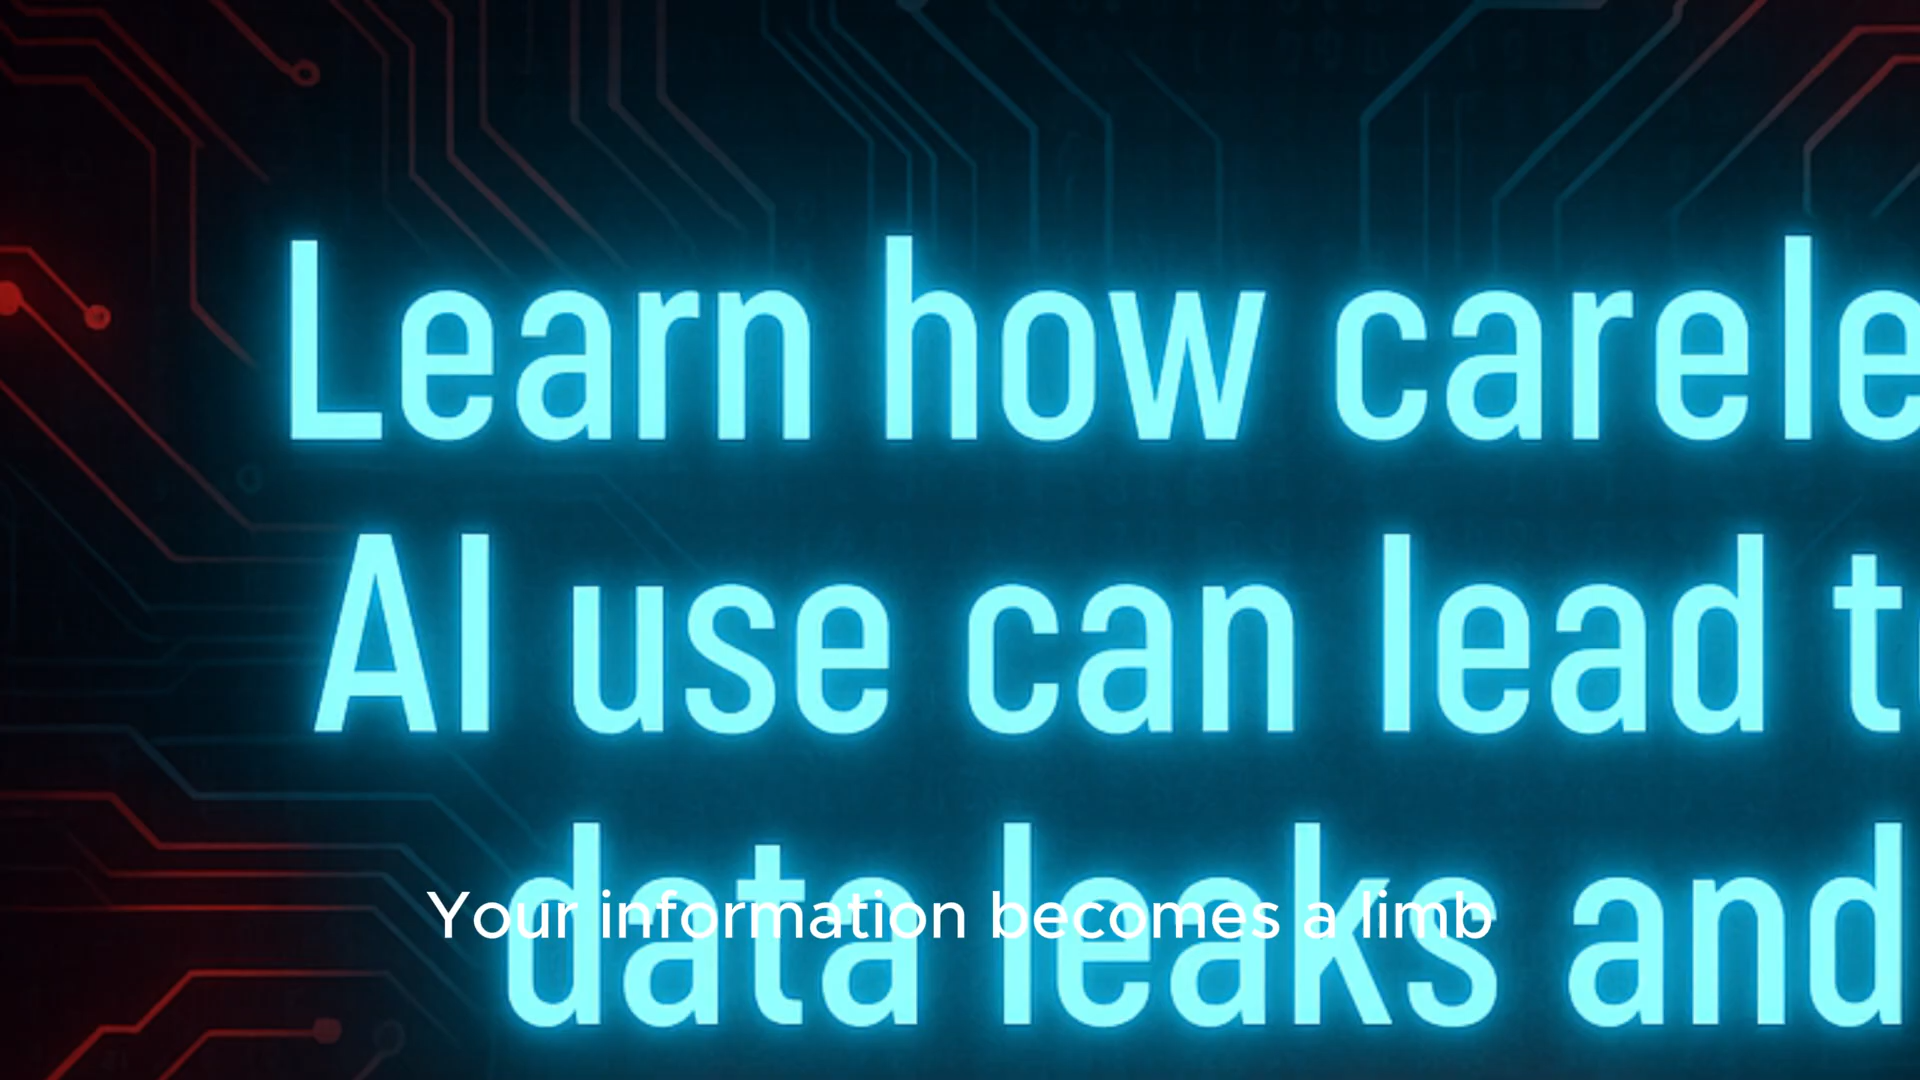 Learn how carele
AI use can lead t
data leaks and
Your information becomes a limb